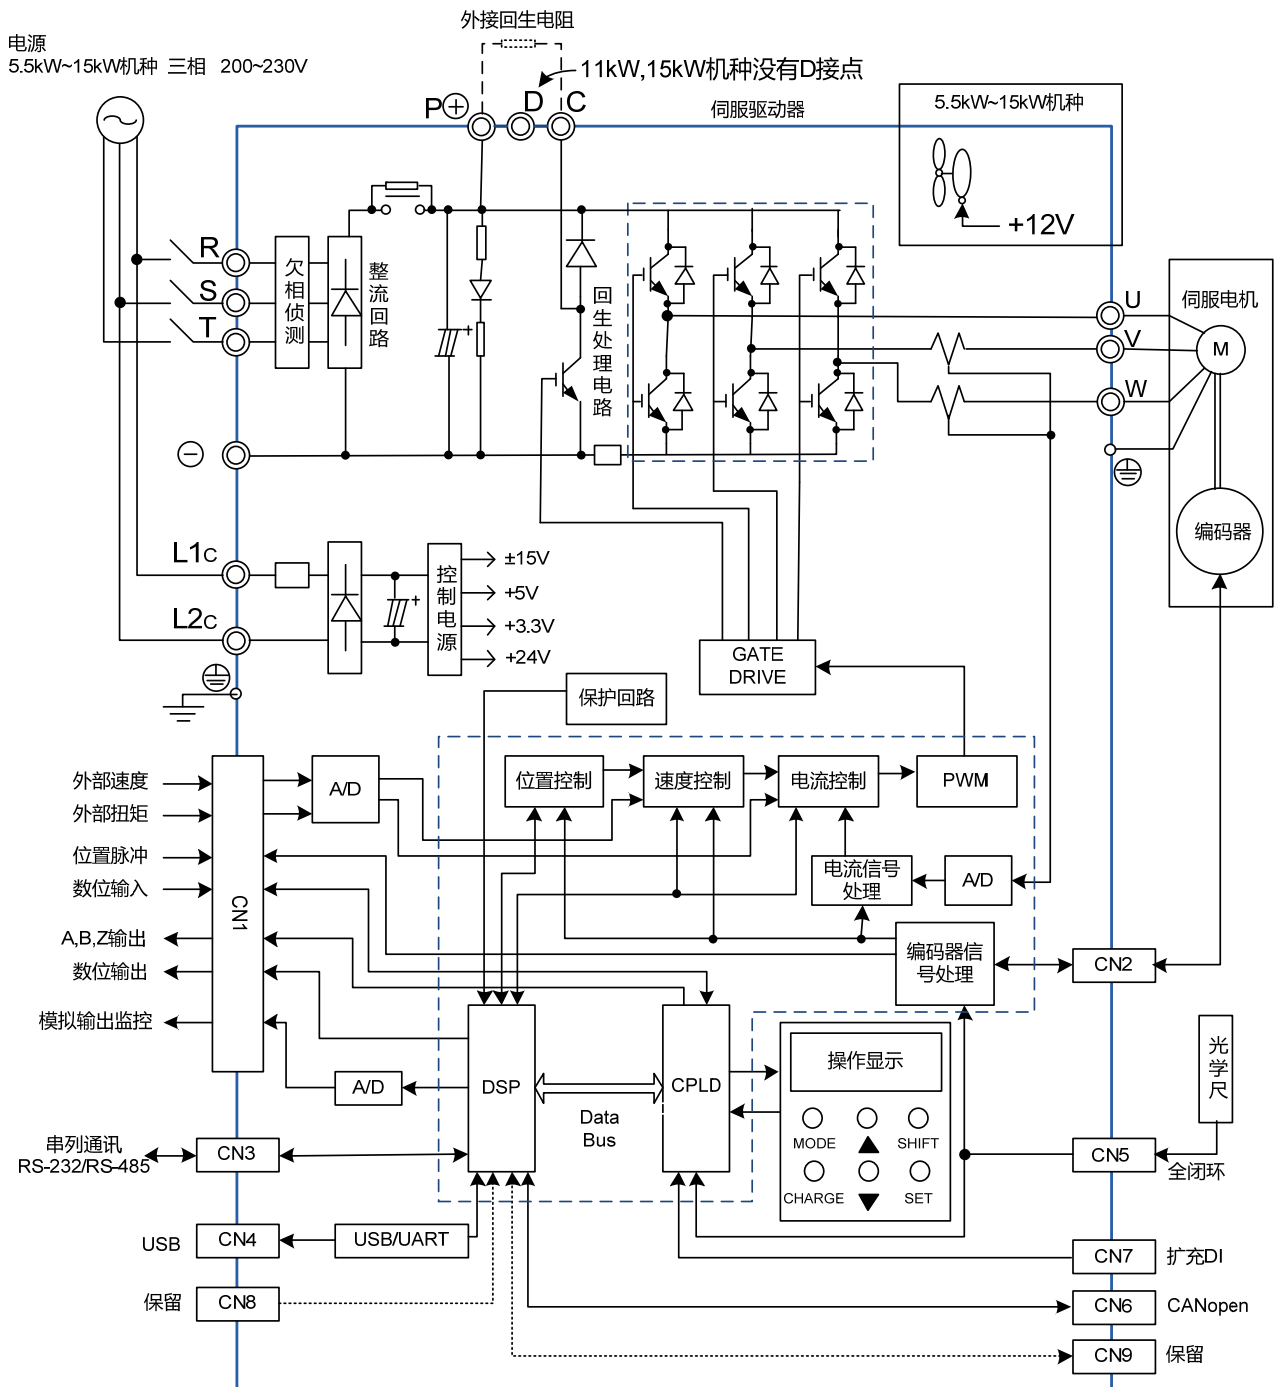 外接回生电阻
电源
5.5kW~15kW机种 三相 200~230V
11kW,15kW机种没有D接点
P
D
C
伺服驱动器
5.5kW~15kW机种
+12V
R
S
T
欠相侦测
整流回路
+
回生处理电路
U
V
W
伺服电机
M
编码器
L1C
L2C
+
控制电源
±15V
+5V
+3.3V
+24V
GATE
DRIVE
保护回路
外部速度
外部扭矩
位置脉冲
数位输入
A,B,Z输出
数位输出
模拟输出监控
CN1
A/D
位置控制
速度控制
电流控制
PWM
电流信号
处理
A/D
编码器信
号处理
CN2
A/D
DSP
Data
Bus
CPLD
操作显示
MODE
SHIFT
CHARGE
SET
光学尺
串列通讯
RS-232/RS-485
CN3
CN5
全闭环
USB
CN4
USB/UART
CN7
扩充DI
保留
CN8
CN6
CANopen
CN9
保留